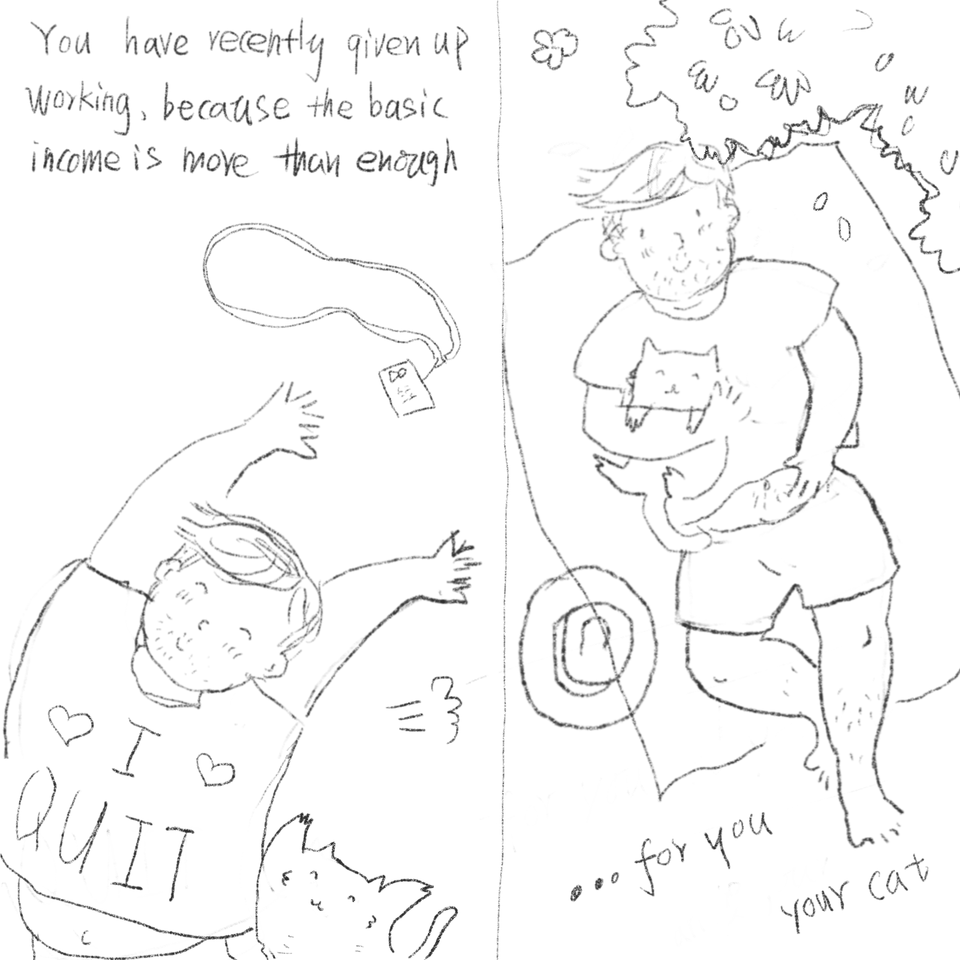 You have recently given up
working, because the basic
income is more than enough
I
QUIT
...for you
your cat